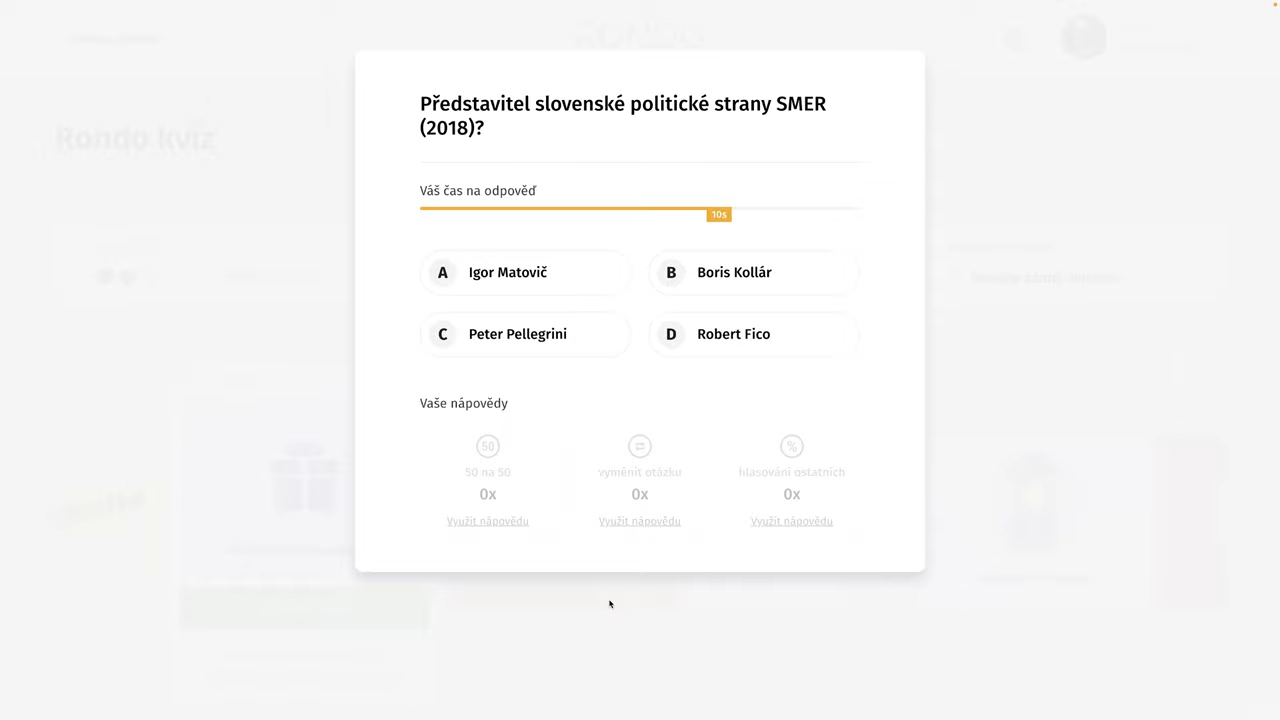 Rondo kvíz
Představitel slovenské politické strany SMER
(2018)?
Váš čas na odpověď
10s
A Igor Matovič
B Boris Kollár
C Peter Pellegrini
D Robert Fico
Vaše nápovědy
50 % 
50 na 50 vyměnit otázku hlasování ostatních
0x 0x 0x
Využít nápovědu Využít nápovědu Využít nápovědu